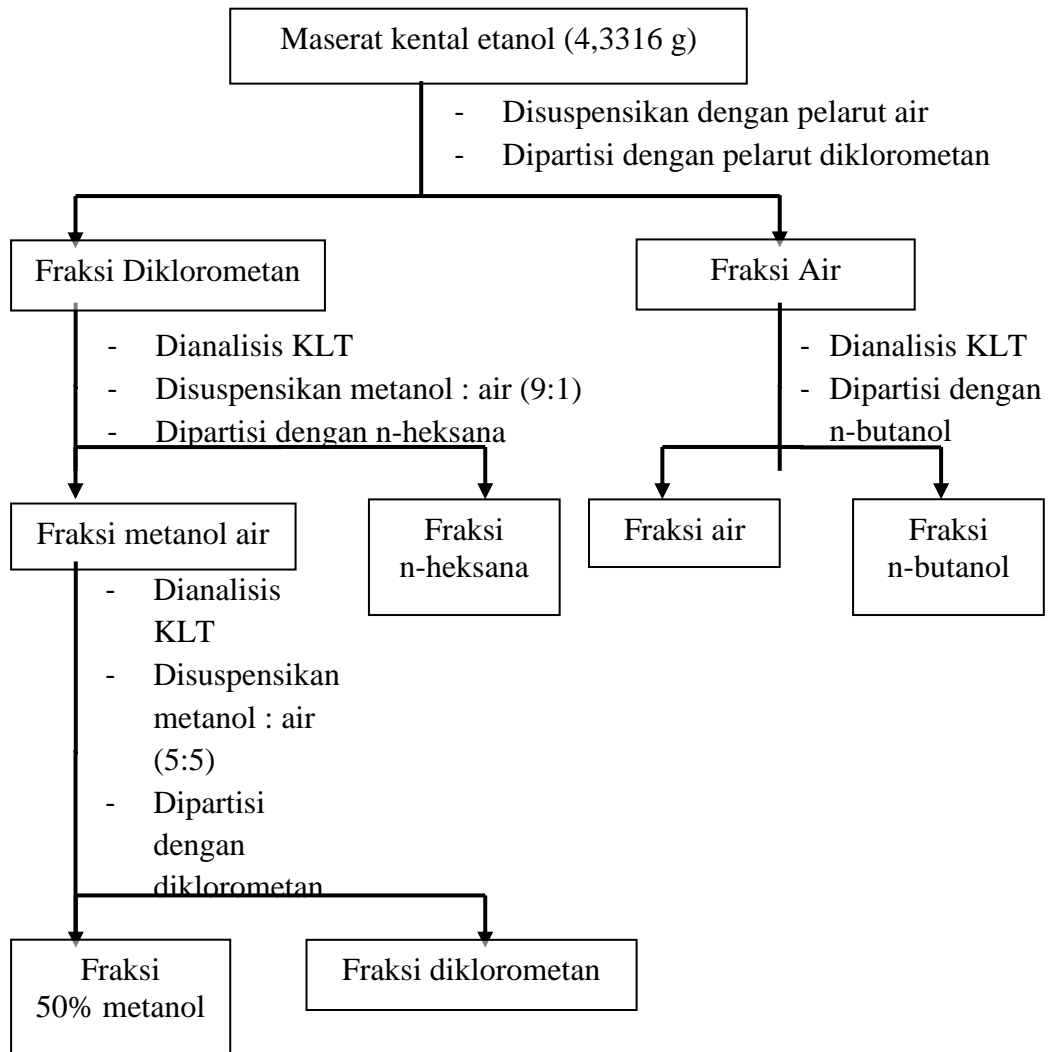 Maserat kental etanol (4,3316 g)
- Disuspensikan dengan pelarut air
- Dipartisi dengan pelarut diklorometan
Fraksi Diklorometan
Fraksi Air
- Dianalisis KLT
- Disuspensikan metanol : air (9:1)
- Dipartisi dengan n-heksana
- Dianalisis KLT
- Dipartisi dengan
n-butanol
Fraksi metanol air
Fraksi
n-heksana
Fraksi air
Fraksi
n-butanol
- Dianalisis
KLT
- Disuspensikan
metanol : air
(5:5)
- Dipartisi
dengan
diklorometan
Fraksi
50% metanol
Fraksi diklorometan